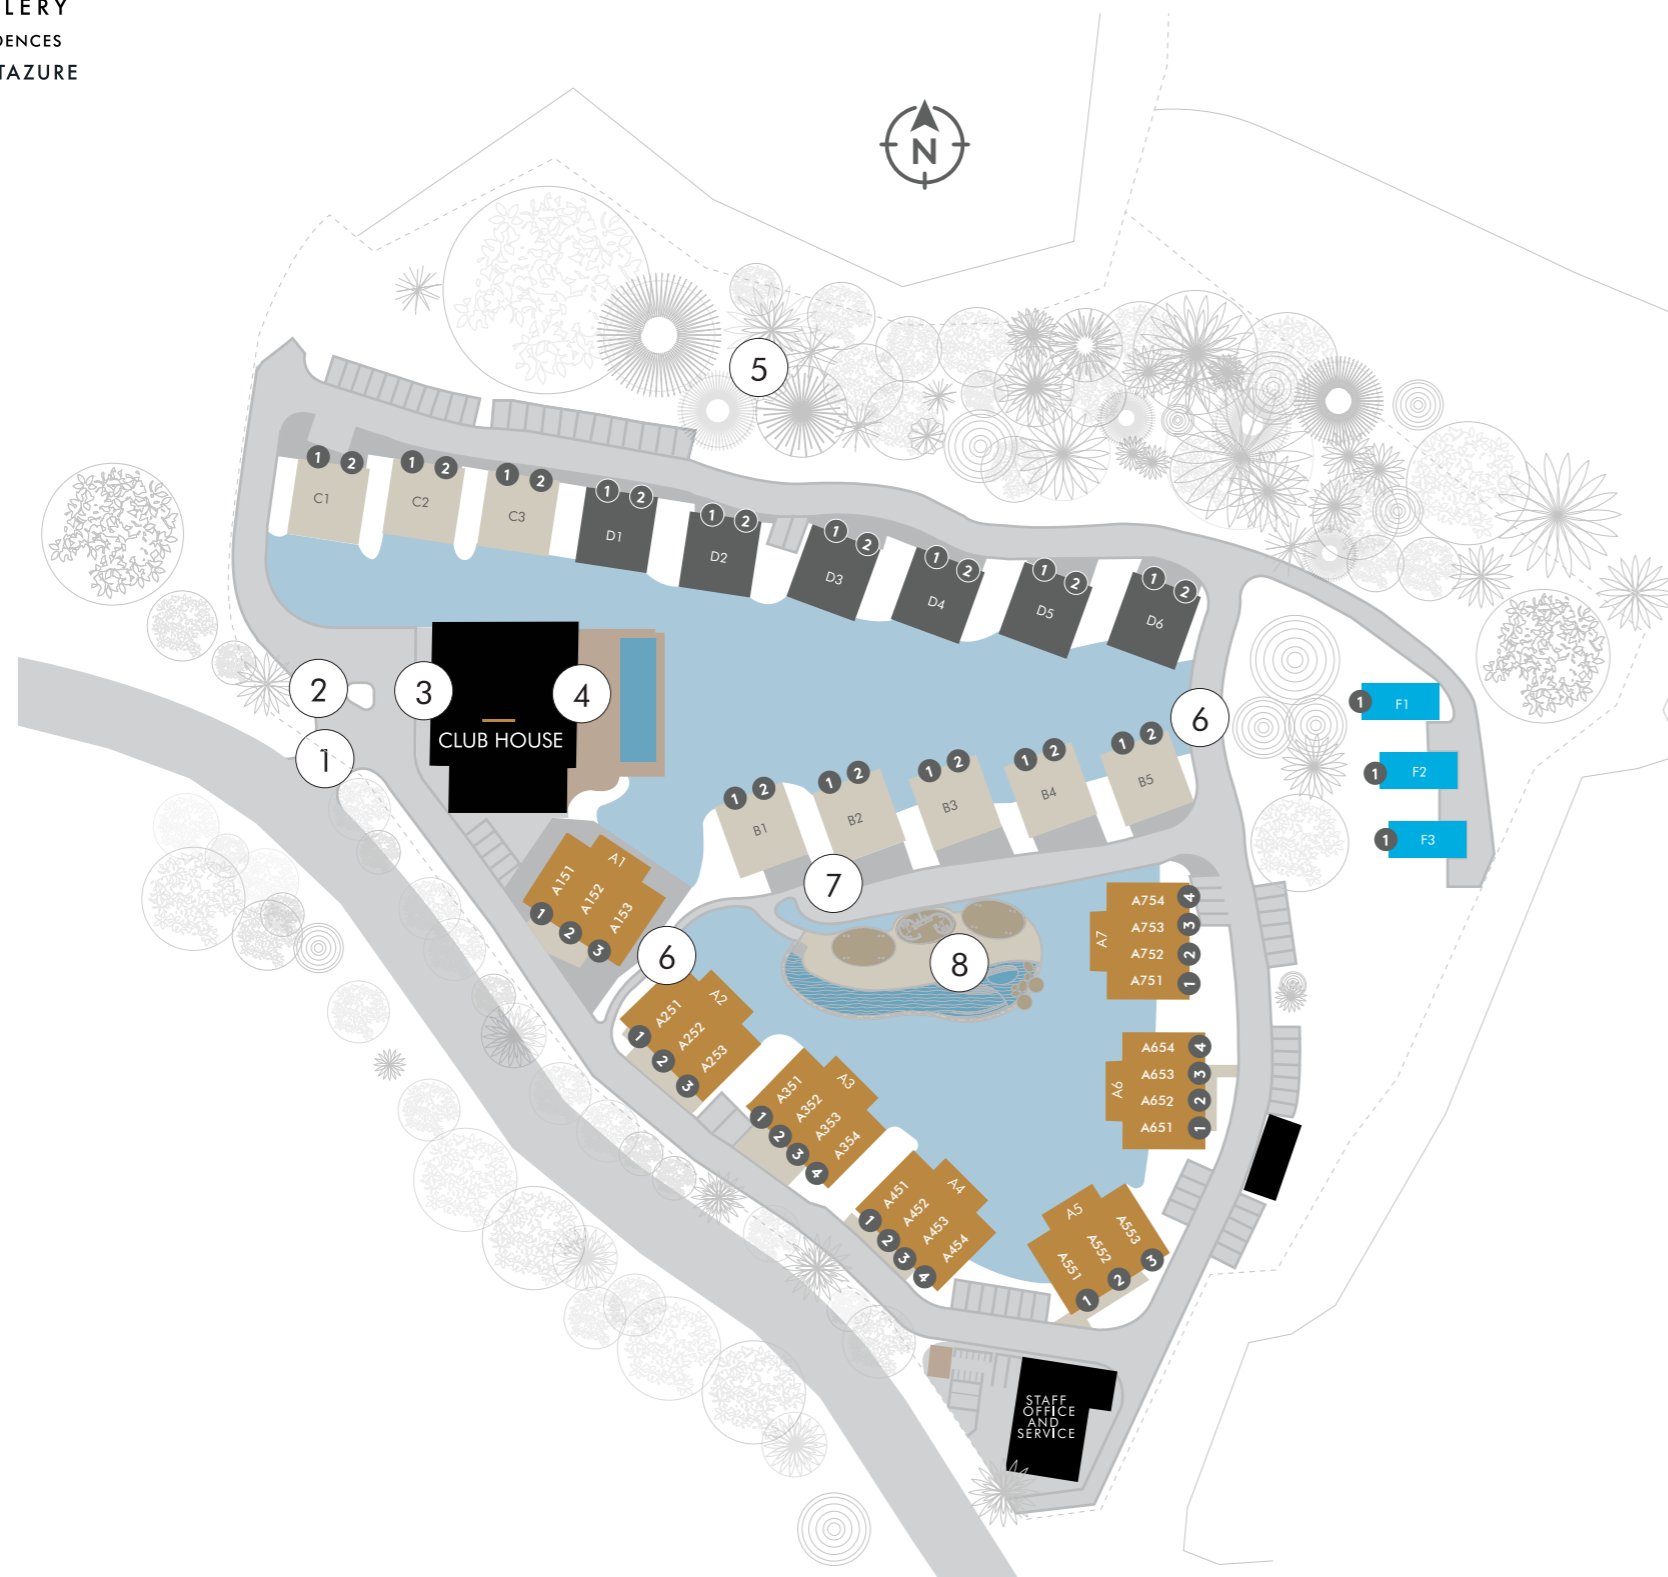 LERY
DENCES
TAZURE
N
5
1 2
C1
1 2
C2
1 2
C3
1 2
D1
1 2
D2
1 2
D3
1 2
D4
1 2
D5
1 2
D6
2
3
4
CLUB HOUSE
1
6
1
F1
1
F2
1
F3
1 2
B1
1 2
B2
1 2
B3
1 2
B4
1 2
B5
7
8
6
A1
A151
A152
A153
1
2
3
A2
A251
A252
A253
1
2
3
A3
A351
A352
A353
A354
1
2
3
4
A4
A451
A452
A453
A454
1
2
3
4
A5
A551
A552
A553
1
2
3
A7
A754 4
A753 3
A752 2
A751 1
A6
A654 4
A653 3
A652 2
A651 1
STAFF
OFFICE
AND
SERVICE